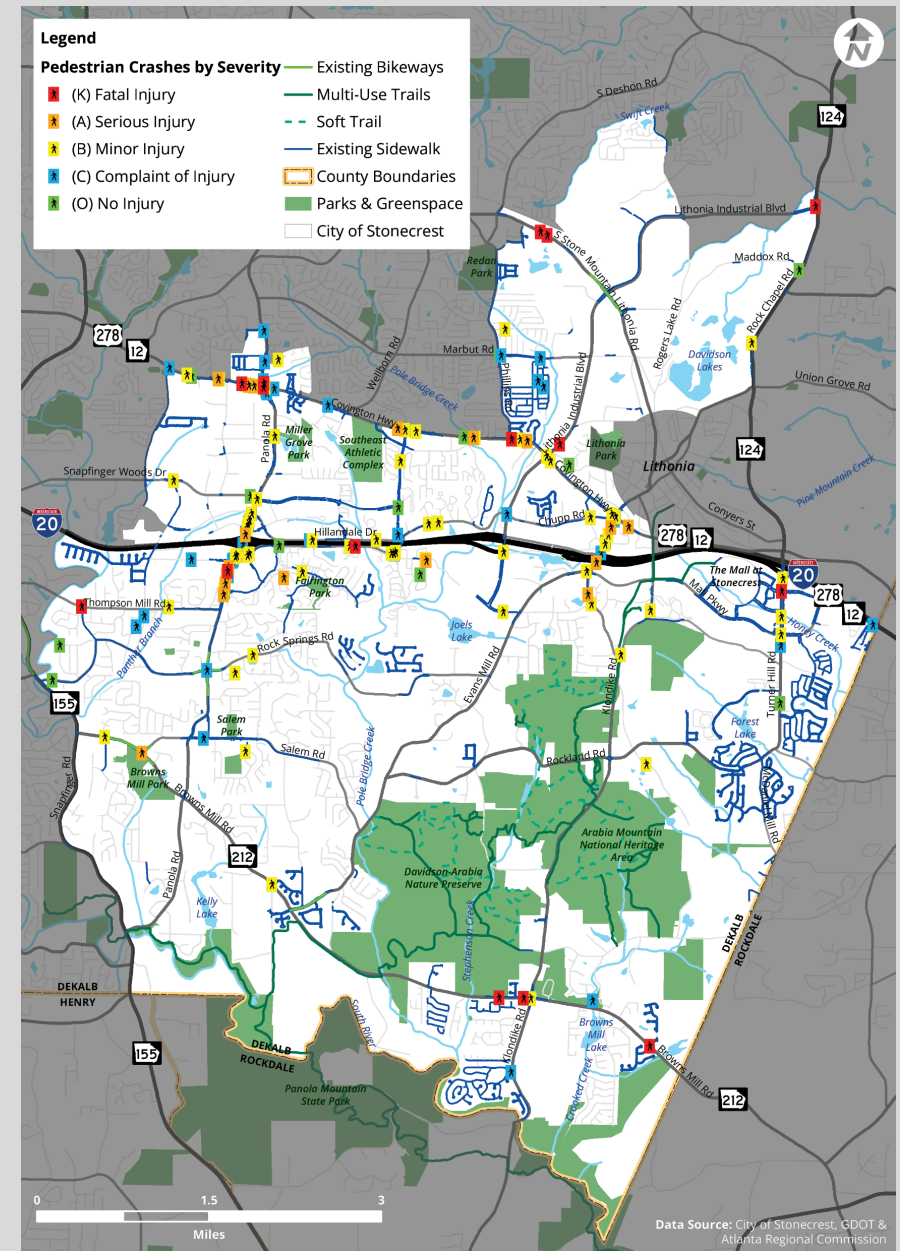 Legend
Pedestrian Crashes by Severity
(K) Fatal Injury
(A) Serious Injury
(B) Minor Injury
(C) Complaint of Injury
(O) No Injury
Existing Bikeways
Multi-Use Trails
Soft Trail
Existing Sidewalk
County Boundaries
Parks & Greenspace
City of Stonecrest
N
S Deshon Rd
Swift Creek
124
Lithonia Industrial Blvd
S Stone Mountain Lithonia Rd
Maddox Rd
Redan
Park
Rock Chapel Rd
Rogers Lake Rd
278
12
Wellborn Rd
Marbut Rd
Davidson
Lakes
Pole Bridge Creek
Phillips Rd
Lithonia Industrial Blvd
Union Grove Rd
Covington Hwy
Panola Rd
Miller
Grove
Park
Southeast
Athletic
Complex
Lithonia
Park
Lithonia
124
Snapfinger Woods Dr
Covington Hwy
Pine Mountain Creek
INTERSTATE
20
Hillandale Dr
Chupp Rd
Conyers St
278
12
The Mall at
Stonecrest
INTERSTATE
20
Mall Pkwy
278
12
Fairington
Park
Thompson Mill Rd
Panther Branch
Joels
Lake
Honey Creek
Rock Springs Rd
Evans Mill Rd
Klondike Rd
Turner Hill Rd
155
Salem
Park
Forest
Lake
Salem Rd
Pole Bridge Creek
Rockland Rd
Snapfinger Rd
Browns
Mill Park
Browns Mill Rd
Arabia Mountain
National Heritage
Area
212
Panola Rd
Davidson-Arabia
Nature Preserve
Kelly
Lake
Stephenson Creek
DEKALB
ROCKDALE
DEKALB
HENRY
South River
Klondike Rd
Browns
Mill
Lake
155
DEKALB
ROCKDALE
Crooked Creek
Browns Mill Rd
212
Panola Mountain
State Park
0
1.5
3
Miles
Data Source: City of Stonecrest, GDOT &
Atlanta Regional Commission